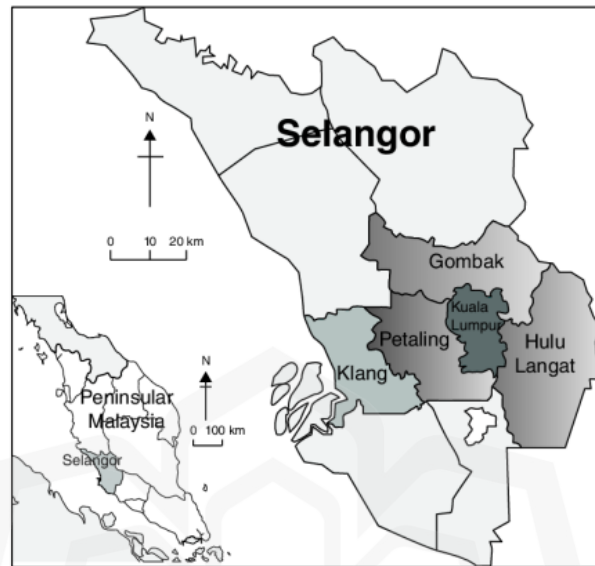 Selangor
N
0 10 20 km
Gombak
Kuala
Lumpur
Petaling
Hulu
Langat
Klang
N
Peninsular
Malaysia
0 100 km
Selangor